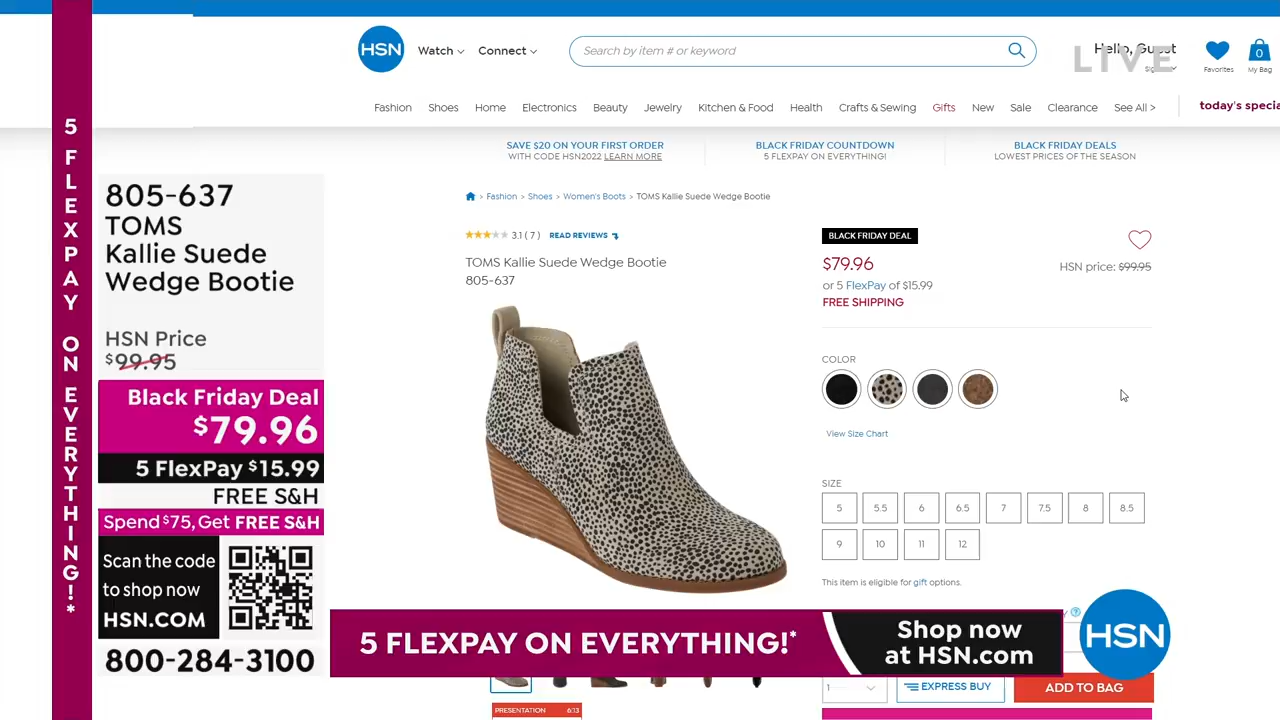 5 FLEXPAY ON EVERYTHING!*
HSN
Watch
Connect
Search by item # or keyword
Hello, Guest
LIVE
Favorites
0
My Bag
Fashion
Shoes
Home
Electronics
Beauty
Jewelry
Kitchen & Food
Health
Crafts & Sewing
Gifts
New
Sale
Clearance
See All >
today's specia
SAVE $20 ON YOUR FIRST ORDER
WITH CODE HSN2022 LEARN MORE
BLACK FRIDAY COUNTDOWN
5 FLEXPAY ON EVERYTHING!
BLACK FRIDAY DEALS
LOWEST PRICES OF THE SEASON
805-637
TOMS
Kallie Suede
Wedge Bootie
HSN Price
$99.95
Black Friday Deal
$79.96
5 FlexPay $15.99
FREE S&H
Spend $75, Get FREE S&H
Scan the code
to shop now
HSN.COM
800-284-3100
> Fashion > Shoes > Women's Boots > TOMS Kallie Suede Wedge Bootie
3.1 ( 7 ) READ REVIEWS
TOMS Kallie Suede Wedge Bootie
805-637
BLACK FRIDAY DEAL
$79.96
HSN price: $99.95
or 5 FlexPay of $15.99
FREE SHIPPING
COLOR
View Size Chart
SIZE
5 5.5 6 6.5 7 7.5 8 8.5
9 10 11 12
This item is eligible for gift options.
5 FLEXPAY ON EVERYTHING!*
Shop now
at HSN.com
HSN
1
EXPRESS BUY
ADD TO BAG
PRESENTATION 6:13